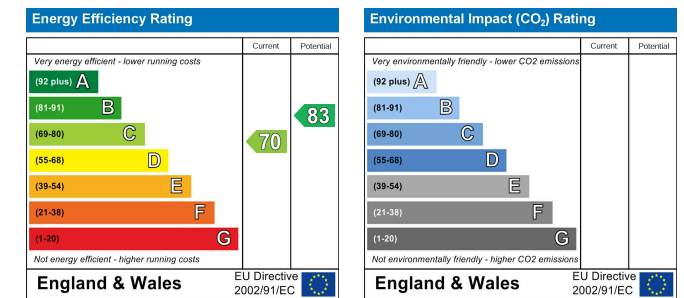 Energy Efficiency Rating
Current Potential
Very energy efficient - lower running costs
(92 plus) A
(81-91) B
(69-80) C
(55-68) D
(39-54) E
(21-38) F
(1-20) G
70
83
Not energy efficient - higher running costs
England & Wales
EU Directive
2002/91/EC
Environmental Impact (CO2) Rating
Current Potential
Very environmentally friendly - lower CO2 emissions
(92 plus) A
(81-91) B
(69-80) C
(55-68) D
(39-54) E
(21-38) F
(1-20) G
Not environmentally friendly - higher CO2 emissions
England & Wales
EU Directive
2002/91/EC